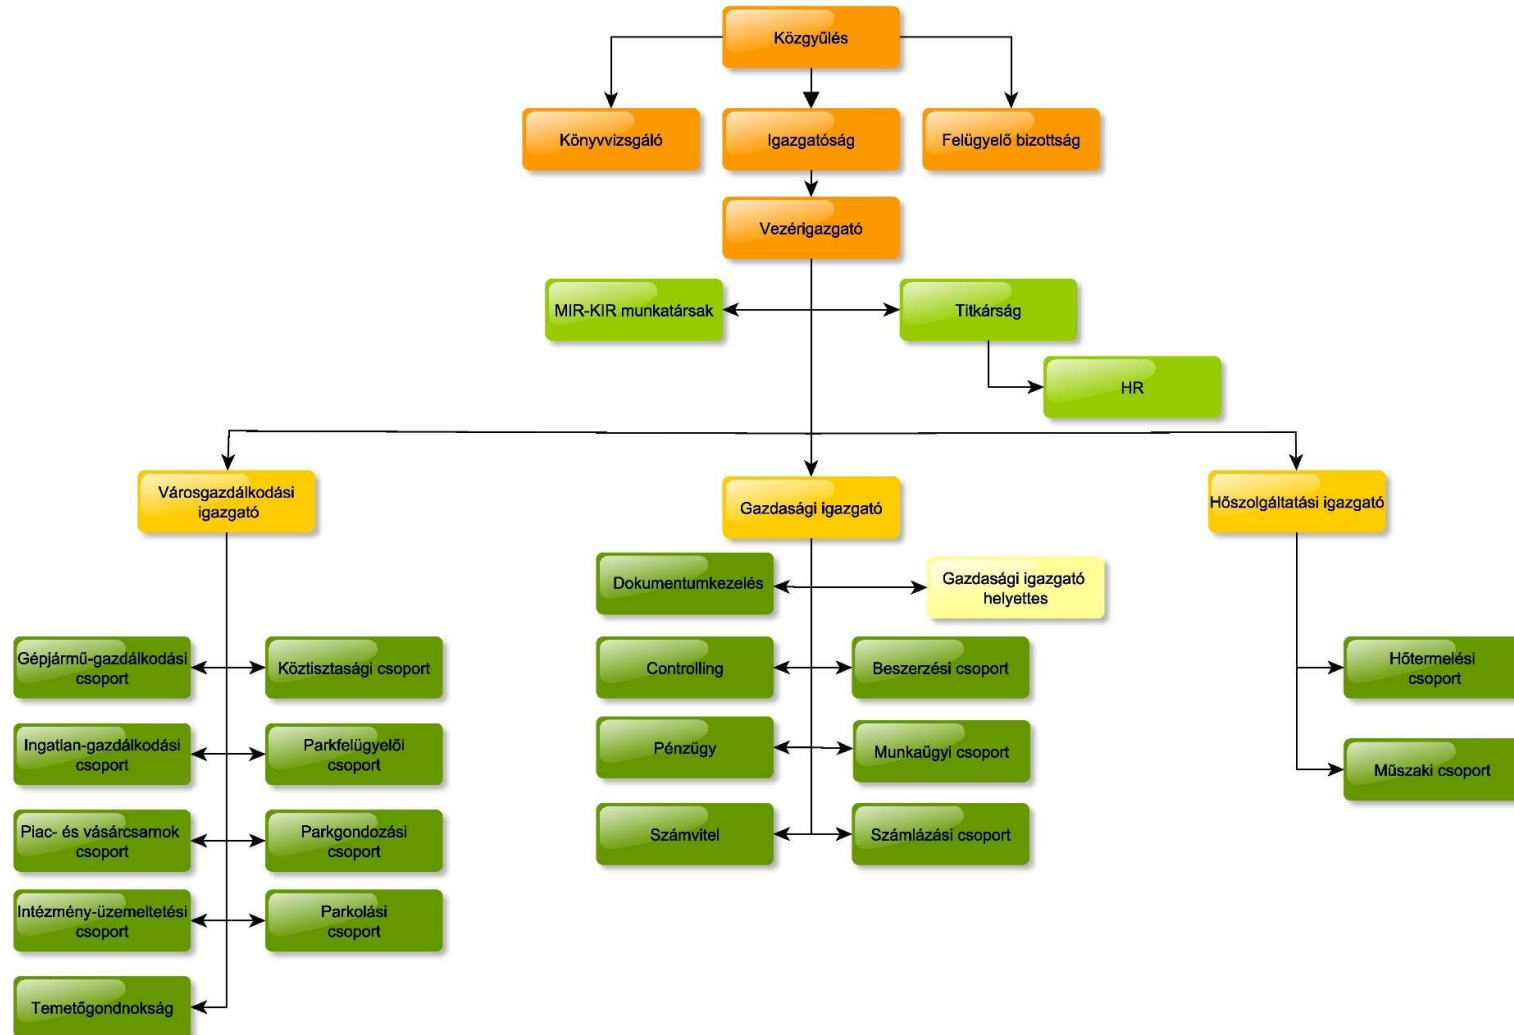 Közgyűlés
Könyvvizsgáló
Igazgatóság
Felügyelő bizottság
Vezérigazgató
MIR-KIR munkatársak
Titkárság
HR
Városgazdálkodási
igazgató
Gazdasági igazgató
Hőszolgáltatási igazgató
Dokumentumkezelés
Gazdasági igazgató
helyettes
Gépjármű-gazdálkodási
csoport
Köztisztasági csoport
Controlling
Beszerzési csoport
Hőtermelési
csoport
Ingatlan-gazdálkodási
csoport
Parkfelügyelői
csoport
Pénzügy
Munkaügyi csoport
Műszaki csoport
Piac- és vásárcsarnok
csoport
Parkgondozási
csoport
Számvitel
Számlázási csoport
Intézmény-üzemeltetési
csoport
Parkolási
csoport
Temetőgondnokság